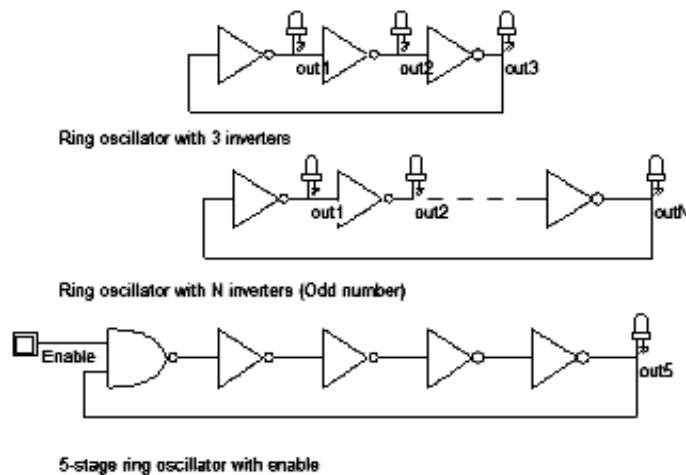 out1 out2 out3
Ring oscillator with 3 inverters
out1 out2 outN
Ring oscillator with N inverters (Odd number)
Enable
out5
5-stage ring oscillator with enable